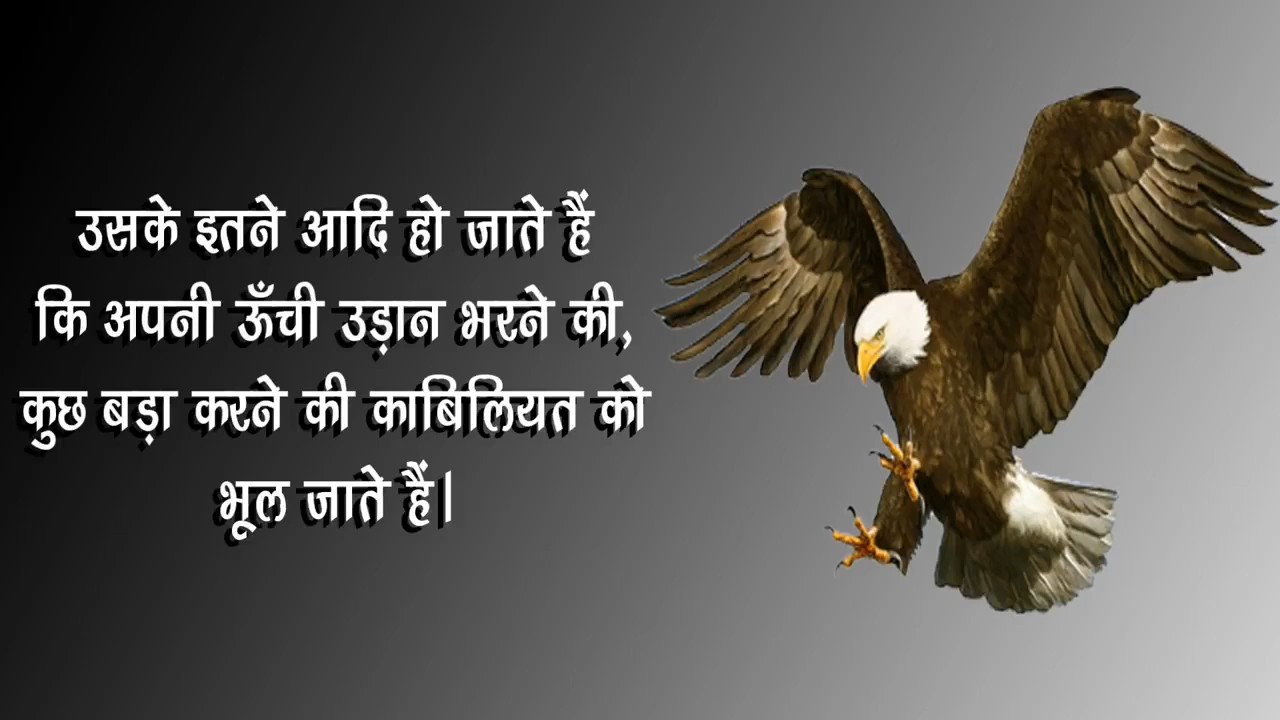 उसके इतने आदि हो जाते हैं
कि अपनी ऊँची उड़ान भरने की,
कुछ बड़ा करने की काबिलियत को
भूल जाते हैं।